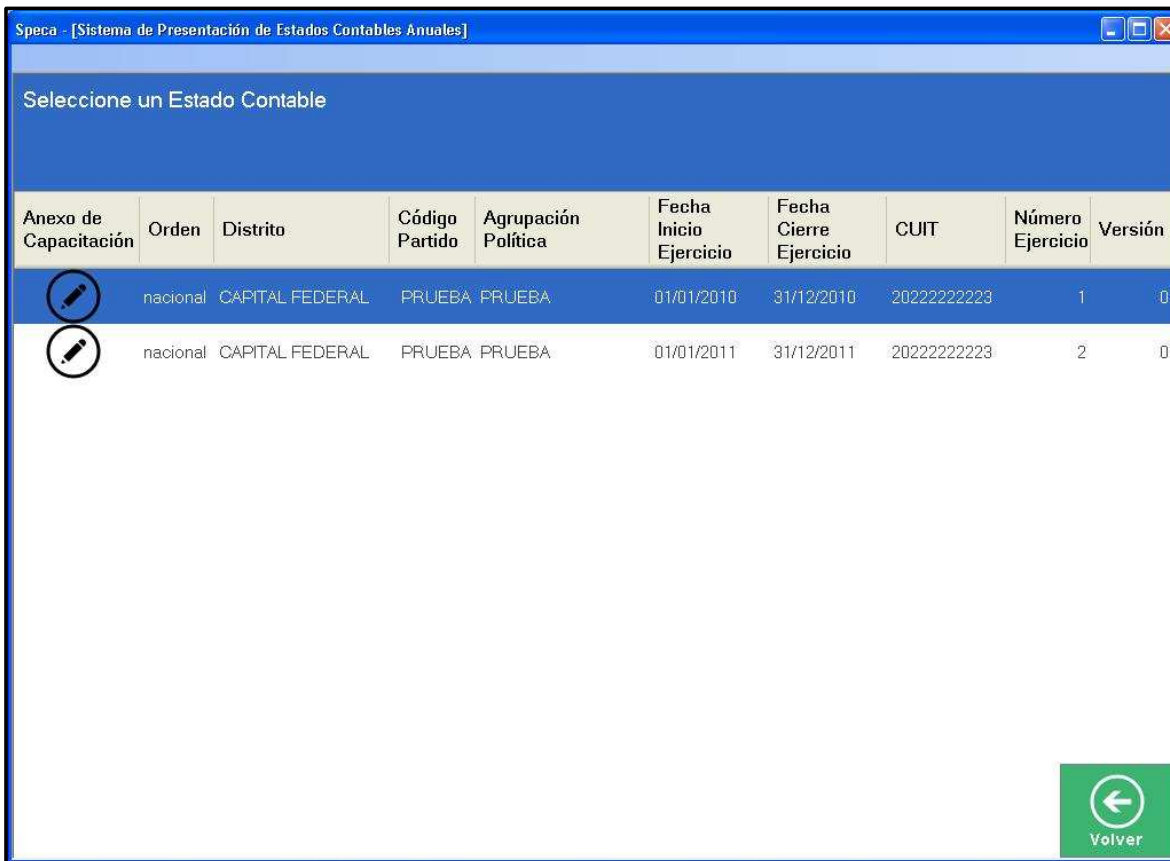 Speca - [Sistema de Presentación de Estados Contables Anuales]
Seleccione un Estado Contable
Anexo de Capacitación Orden Distrito Código Partido Agrupación Política Fecha Inicio Ejercicio Fecha Cierre Ejercicio CUIT Número Ejercicio Versión
nacional CAPITAL FEDERAL PRUEBA PRUEBA 01/01/2010 31/12/2010 20222222223 1 0
nacional CAPITAL FEDERAL PRUEBA PRUEBA 01/01/2011 31/12/2011 20222222223 2 0
Volver